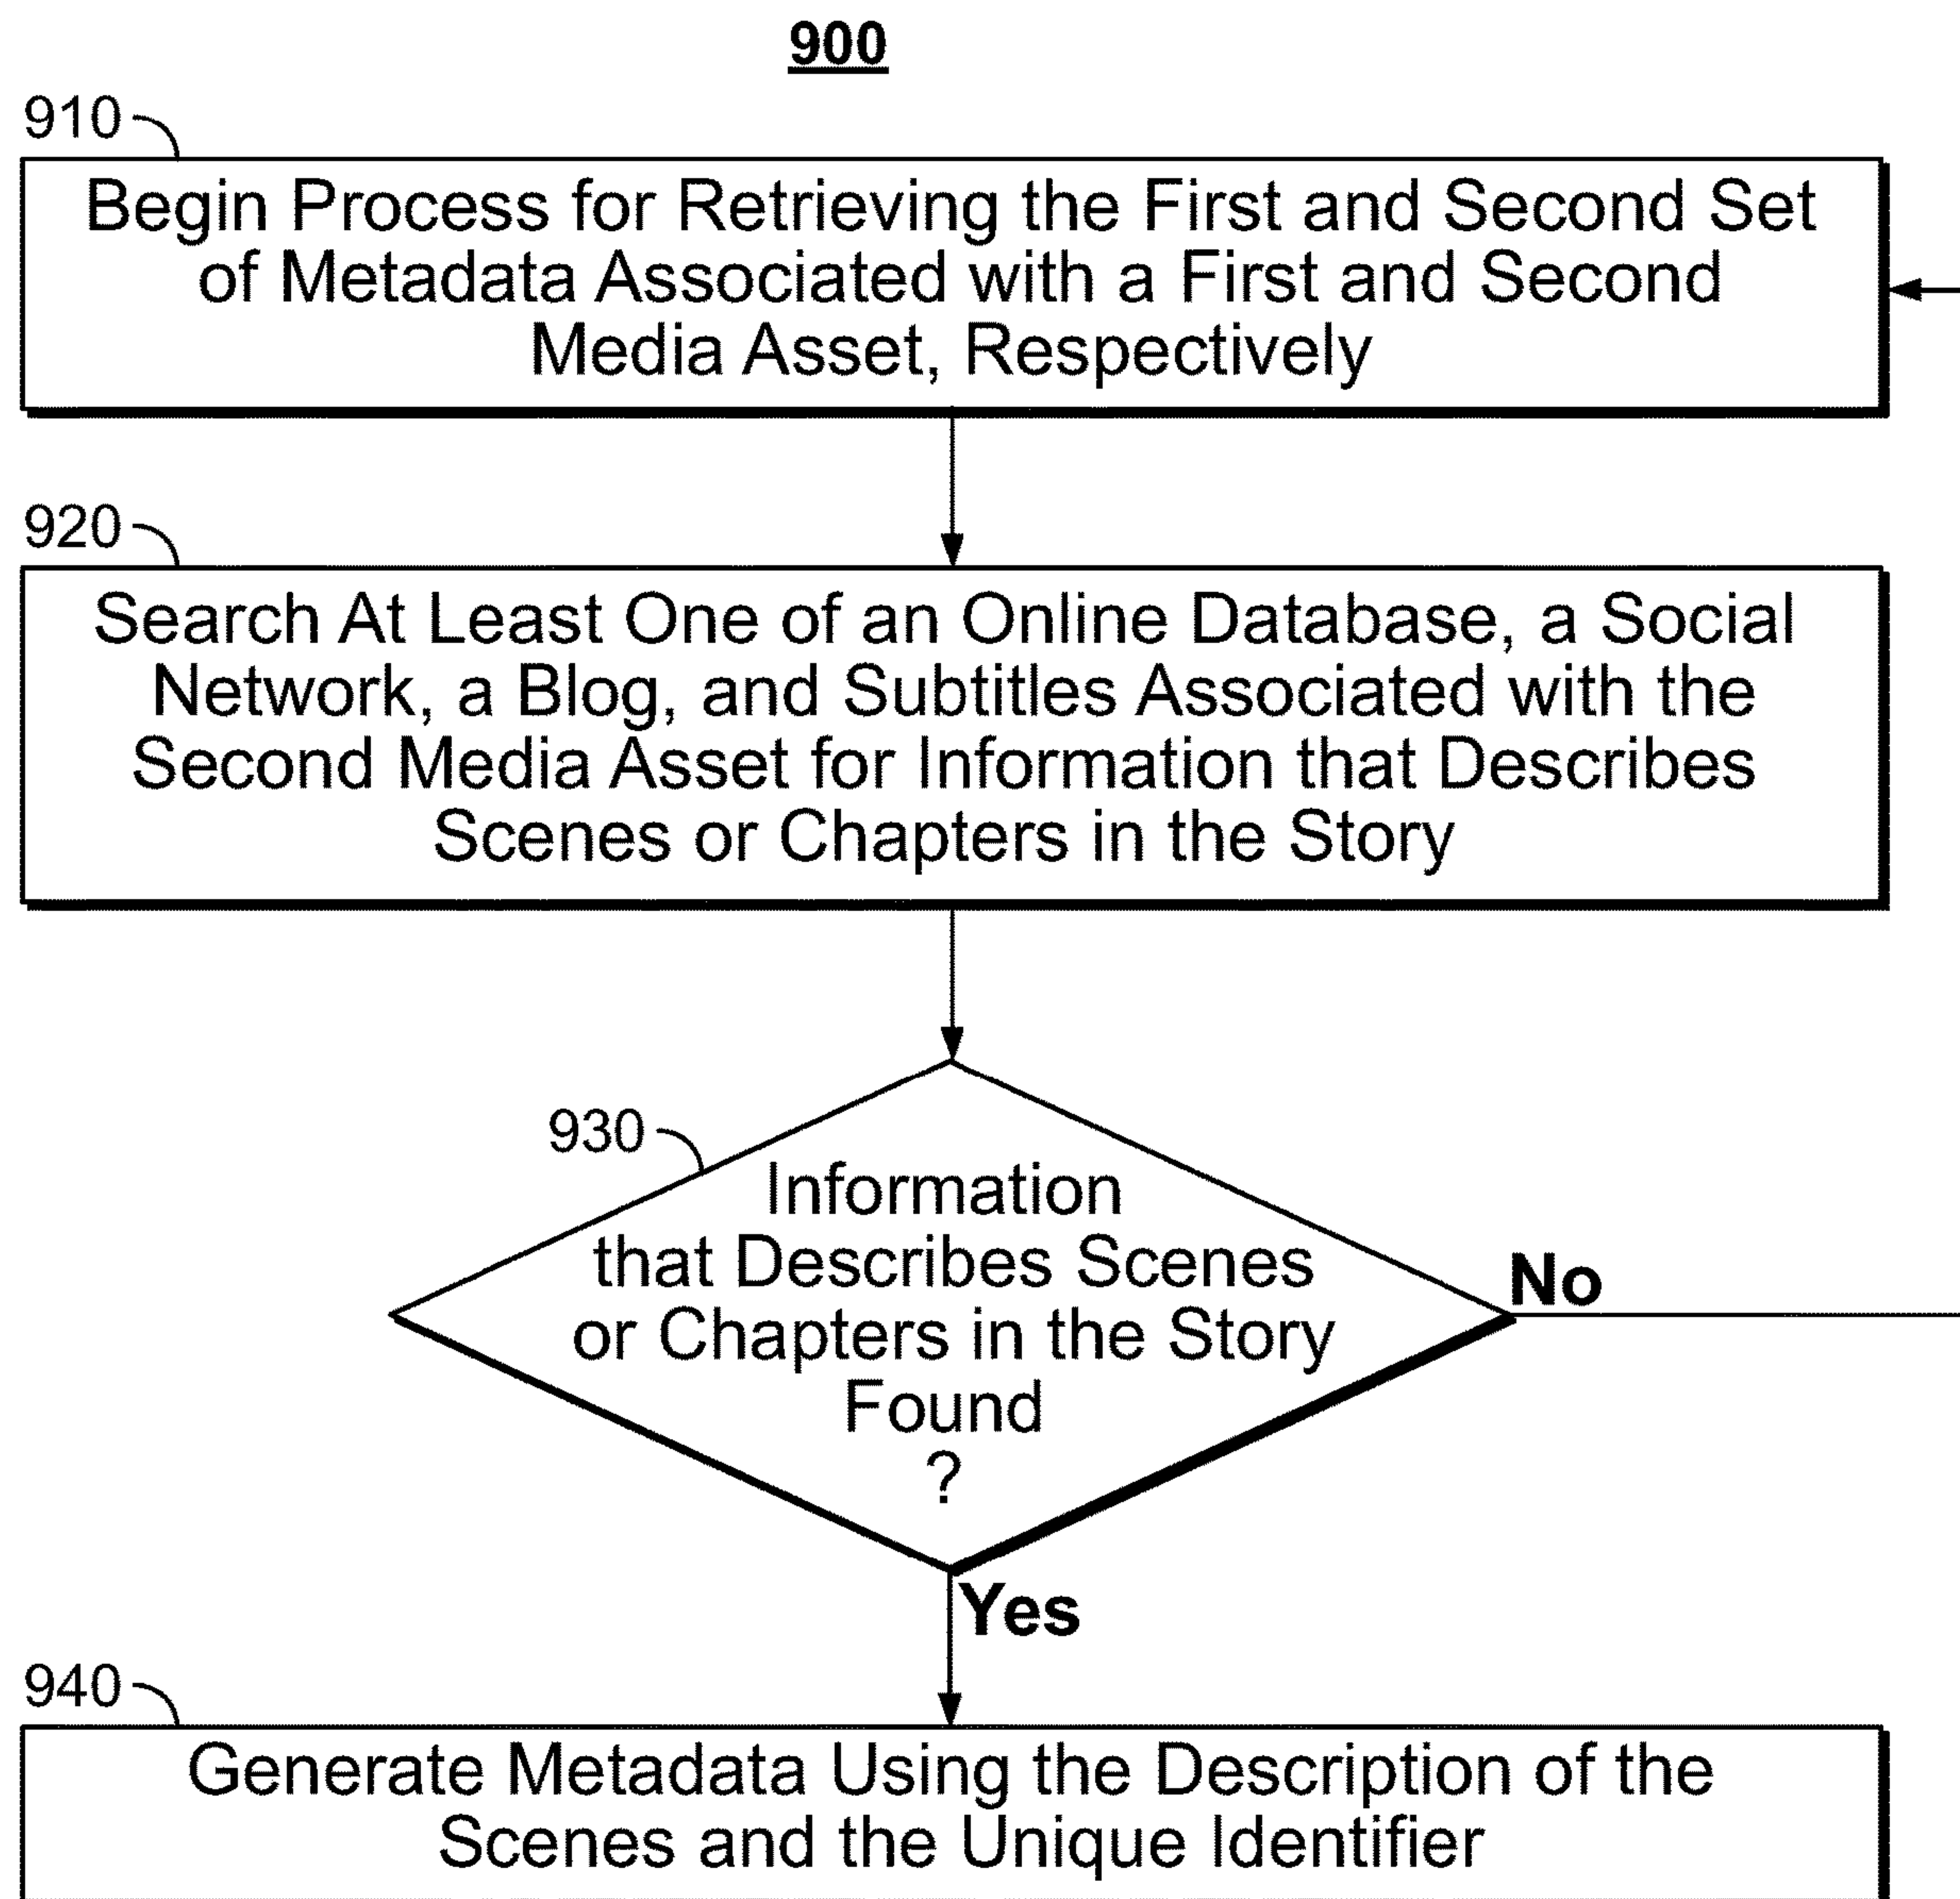 900
910
Begin Process for Retrieving the First and Second Set
of Metadata Associated with a First and Second
Media Asset, Respectively
920
Search At Least One of an Online Database, a Social
Network, a Blog, and Subtitles Associated with the
Second Media Asset for Information that Describes
Scenes or Chapters in the Story
930
Information
that Describes Scenes
or Chapters in the Story
Found
?
No
Yes
940
Generate Metadata Using the Description of the
Scenes and the Unique Identifier